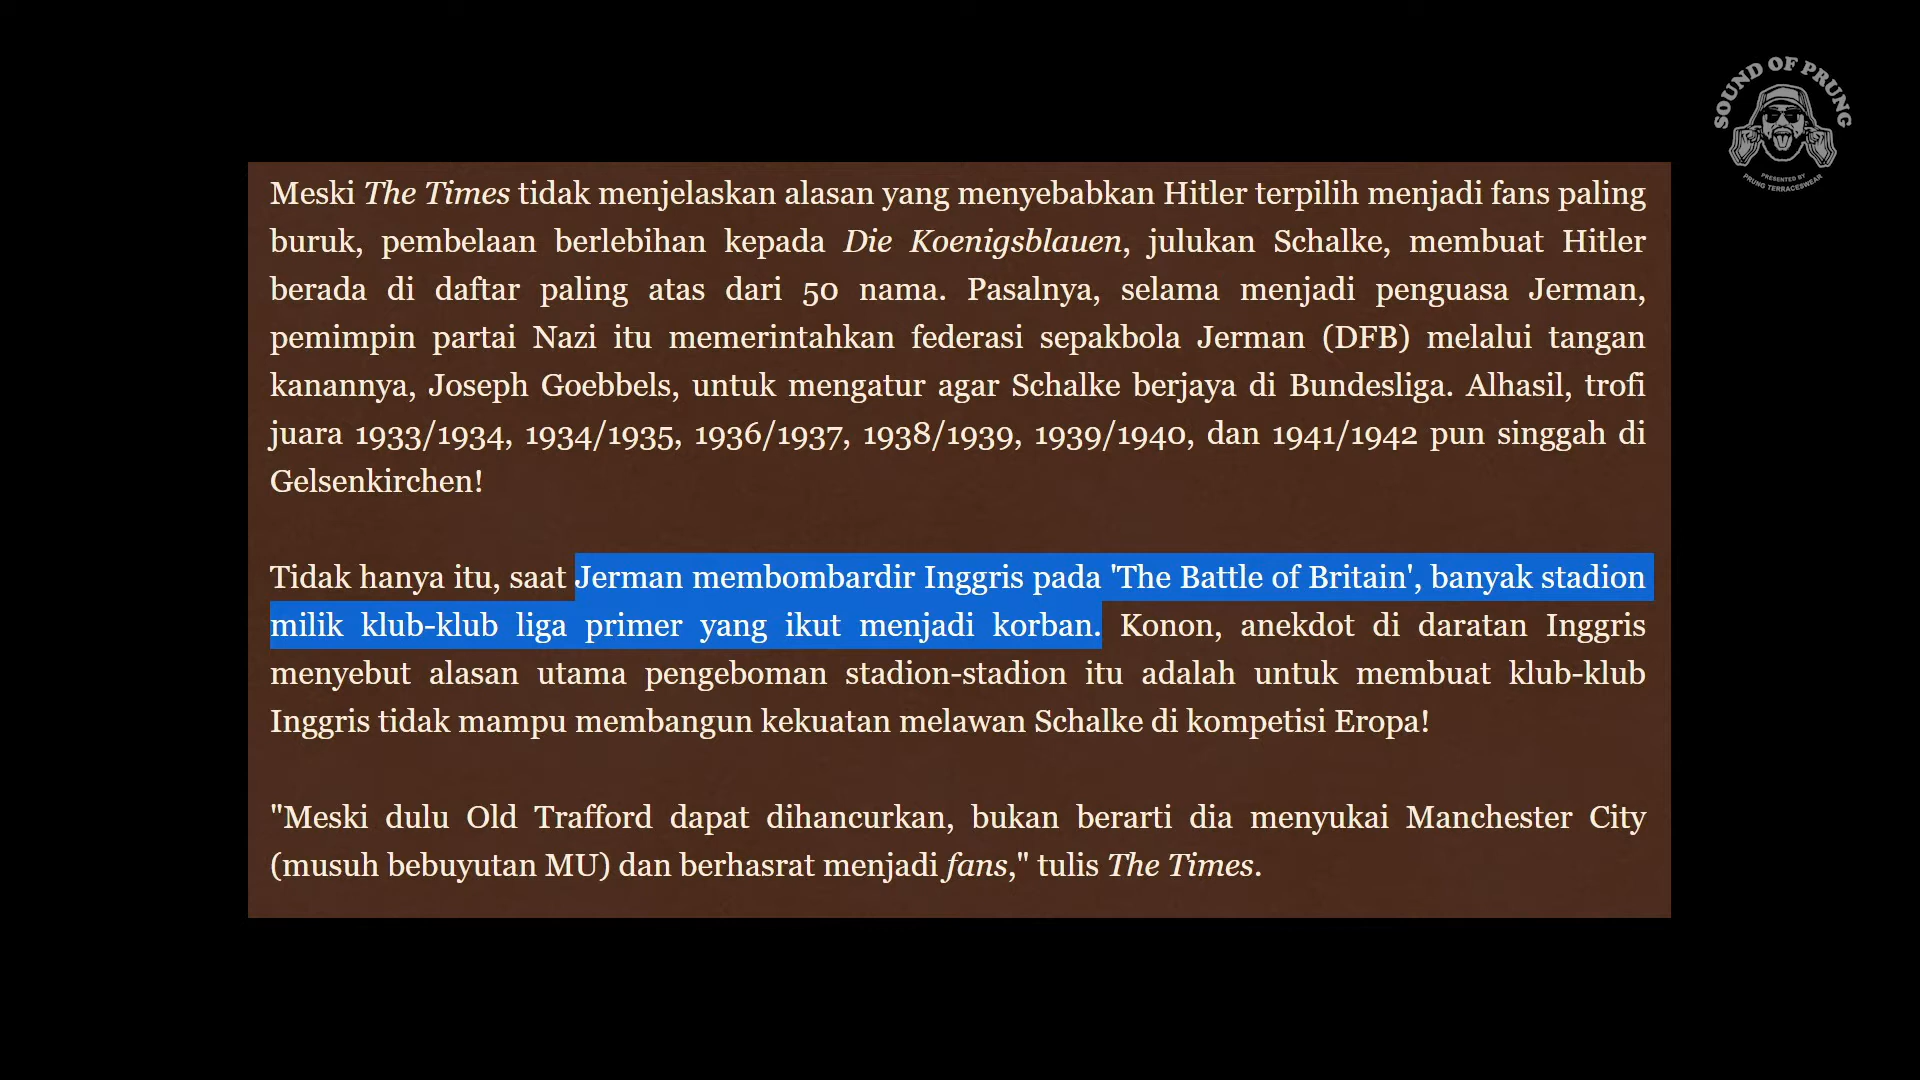 SOUND OF PRUNG
PRESENTED BY
PRUNG TERRACESWEAR
Meski The Times tidak menjelaskan alasan yang menyebabkan Hitler terpilih menjadi fans paling
buruk, pembelaan berlebihan kepada Die Koenigsblauen, julukan Schalke, membuat Hitler
berada di daftar paling atas dari 50 nama. Pasalnya, selama menjadi penguasa Jerman,
pemimpin partai Nazi itu memerintahkan federasi sepakbola Jerman (DFB) melalui tangan
kanannya, Joseph Goebbels, untuk mengatur agar Schalke berjaya di Bundesliga. Alhasil, trofi
juara 1933/1934, 1934/1935, 1936/1937, 1938/1939, 1939/1940, dan 1941/1942 pun singgah di
Gelsenkirchen!
Tidak hanya itu, saat Jerman membombardir Inggris pada 'The Battle of Britain', banyak stadion
milik klub-klub liga primer yang ikut menjadi korban. Konon, anekdot di daratan Inggris
menyebut alasan utama pengeboman stadion-stadion itu adalah untuk membuat klub-klub
Inggris tidak mampu membangun kekuatan melawan Schalke di kompetisi Eropa!
"Meski dulu Old Trafford dapat dihancurkan, bukan berarti dia menyukai Manchester City
(musuh bebuyutan MU) dan berhasrat menjadi fans," tulis The Times.